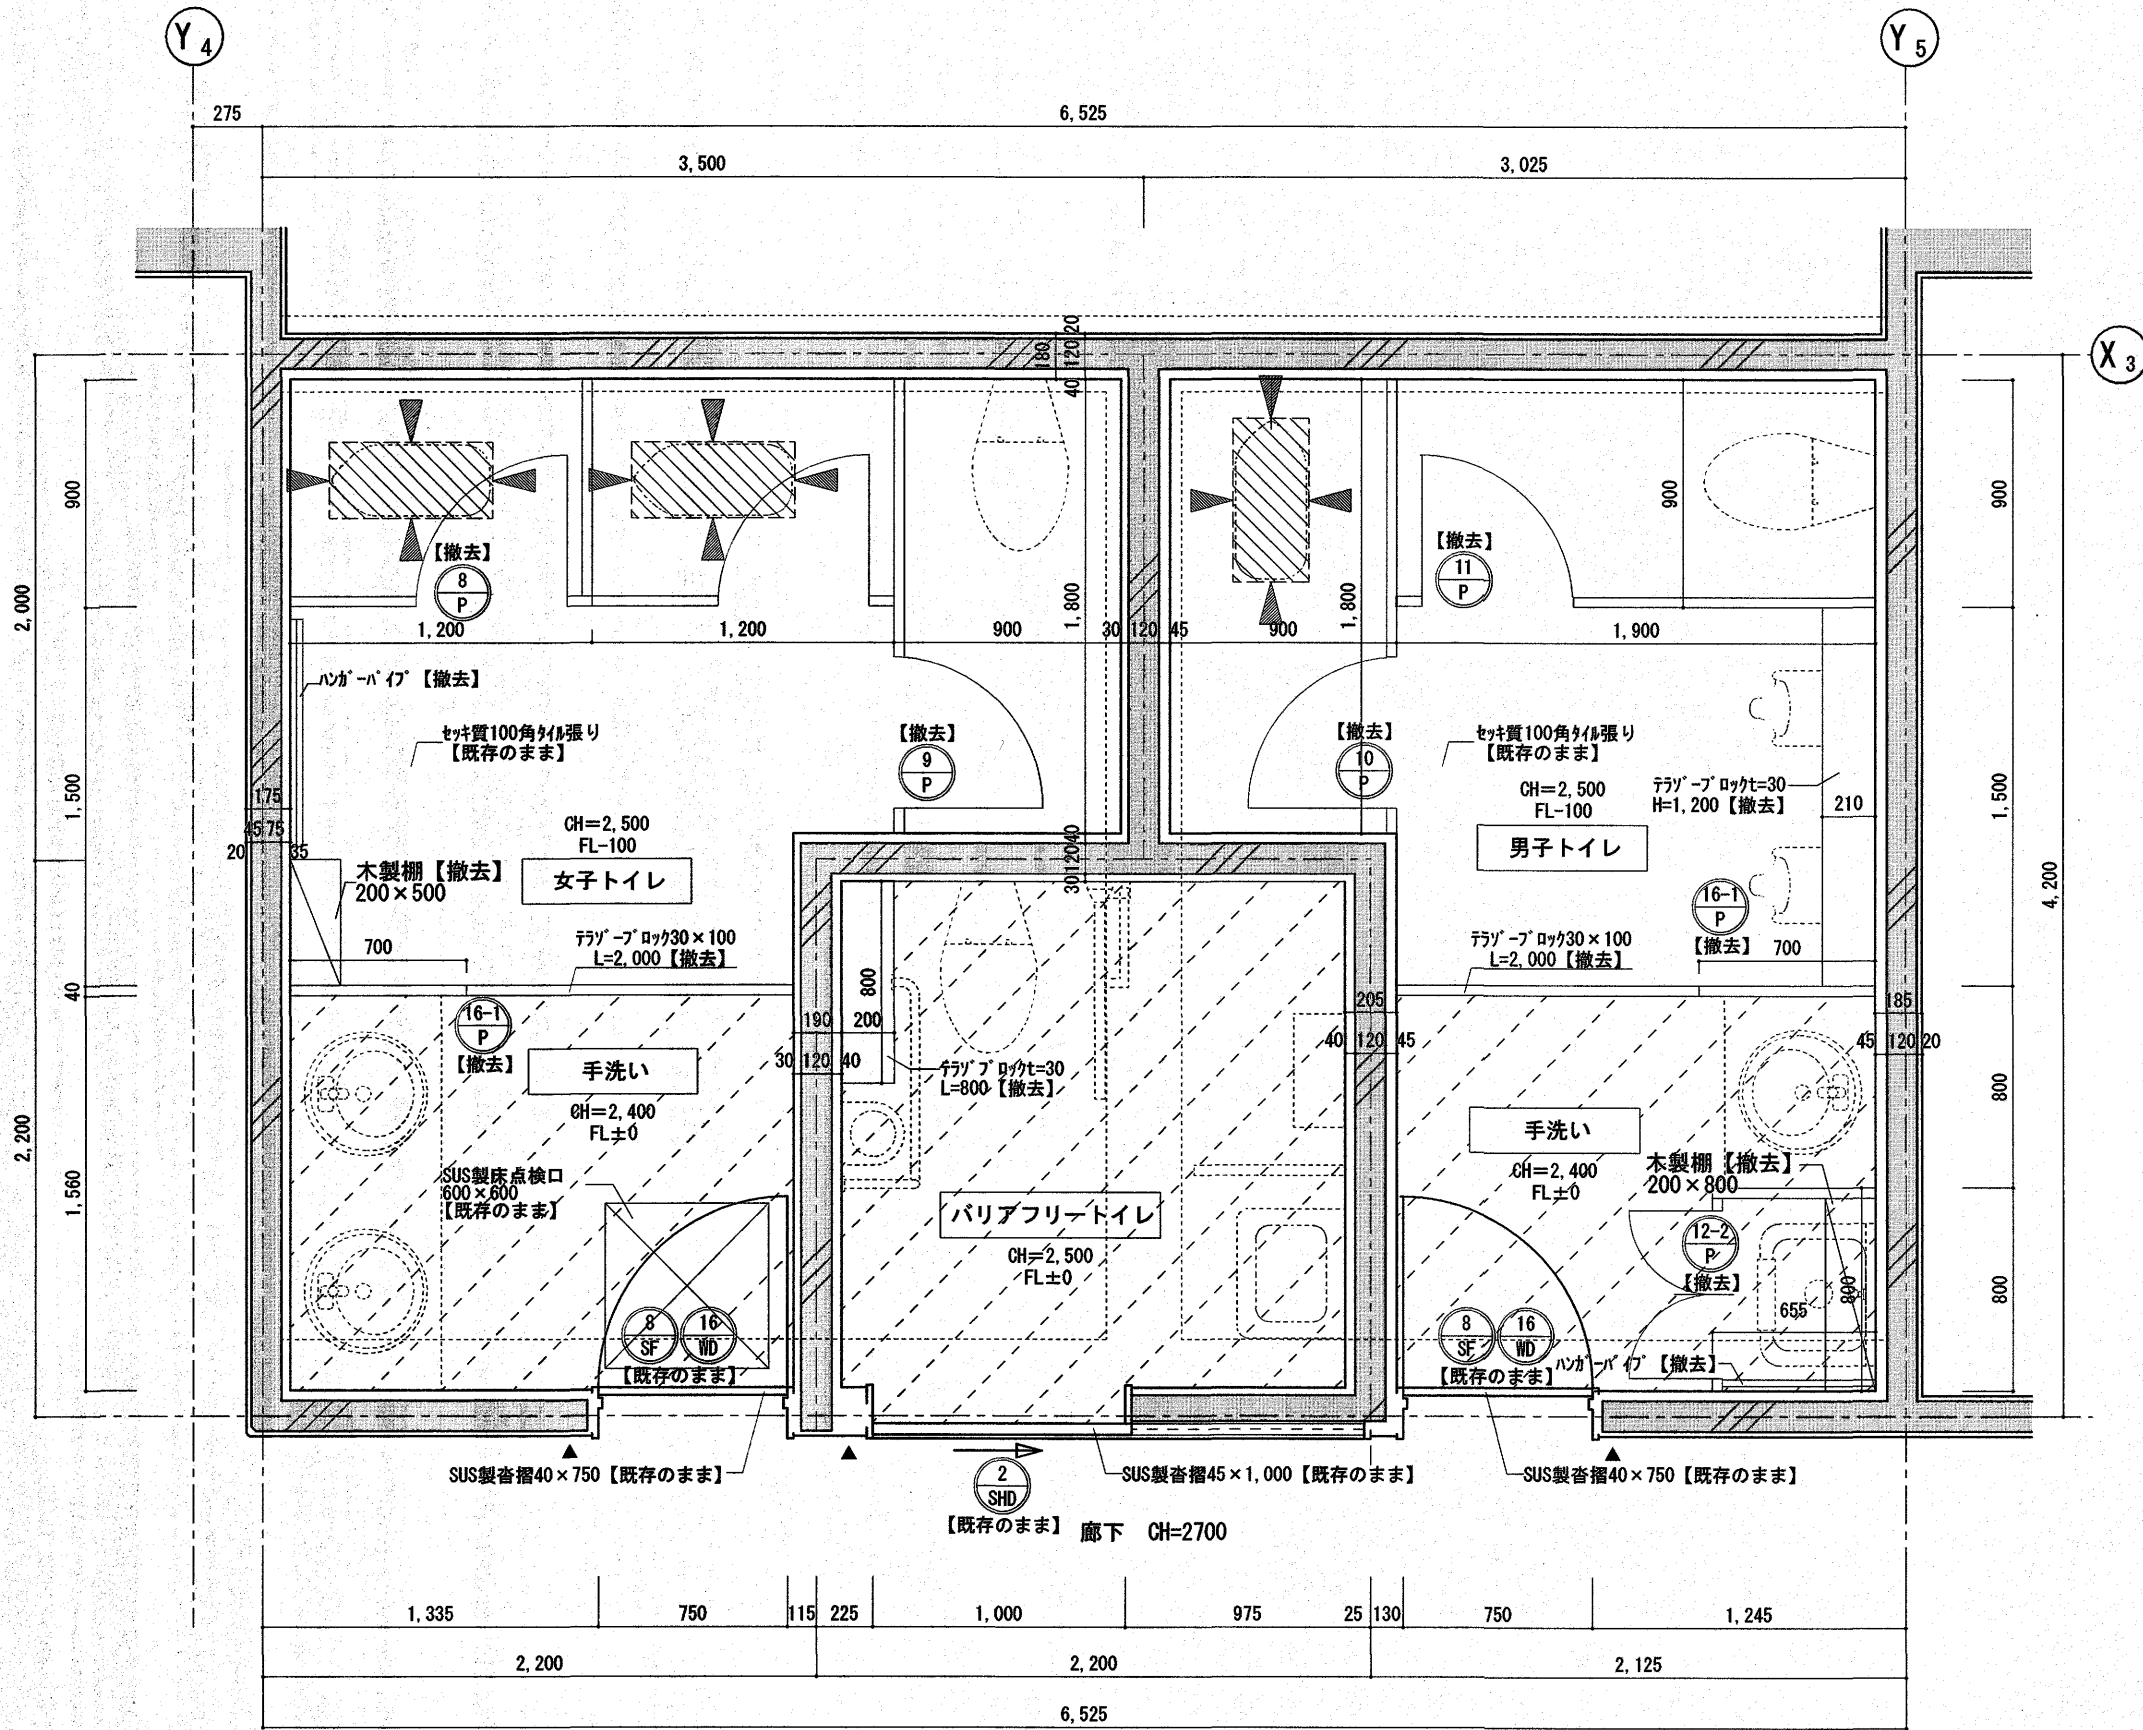 Y4
Y5
275
6,525
3,500
3,025
X3
180
20
120
40
900
2,000
1,500
2,200
40
1,560
【撤去】
8
P
1,200
1,200
900
1,800
30
120
45
900
1,800
【撤去】
11
P
900
1,900
900
1,500
4,200
800
800
ﾊﾝｶﾞｰﾊﾟｲﾌﾟ【撤去】
ｾｯｷ質100角ﾀｲﾙ張り
【既存のまま】
【撤去】
9
P
【撤去】
10
P
ｾｯｷ質100角ﾀｲﾙ張り
【既存のまま】
CH=2,500
FL-100
男子トイレ
ﾃﾗｿﾞｰﾌﾞﾛｯｸt=30
H=1,200【撤去】
210
175
45
75
20
35
CH=2,500
FL-100
女子トイレ
木製棚【撤去】
200×500
700
ﾃﾗｿﾞｰﾌﾞﾛｯｸ30×100
L=2,000【撤去】
40
120
30
16-1
P
【撤去】
700
ﾃﾗｿﾞｰﾌﾞﾛｯｸ30×100
L=2,000【撤去】
16-1
P
【撤去】
手洗い
CH=2,400
FL±0
800
190
200
30
120
40
ﾃﾗｿﾞﾌﾞﾛｯｸt=30
L=800【撤去】
205
40
120
45
185
45
120
20
手洗い
CH=2,400
FL±0
木製棚【撤去】
200×800
SUS製床点検口
600×600
【既存のまま】
バリアフリートイレ
CH=2,500
FL±0
12-2
P
【撤去】
655
800
8
SF
16
WD
【既存のまま】
8
SF
16
WD
【既存のまま】
ﾊﾝｶﾞｰﾊﾟｲﾌﾟ【撤去】
SUS製沓摺40×750【既存のまま】
SUS製沓摺45×1,000【既存のまま】
SUS製沓摺40×750【既存のまま】
2
SHD
【既存のまま】
廊下 CH=2700
1,335
750
115
225
1,000
975
25
130
750
1,245
2,200
2,200
2,125
6,525